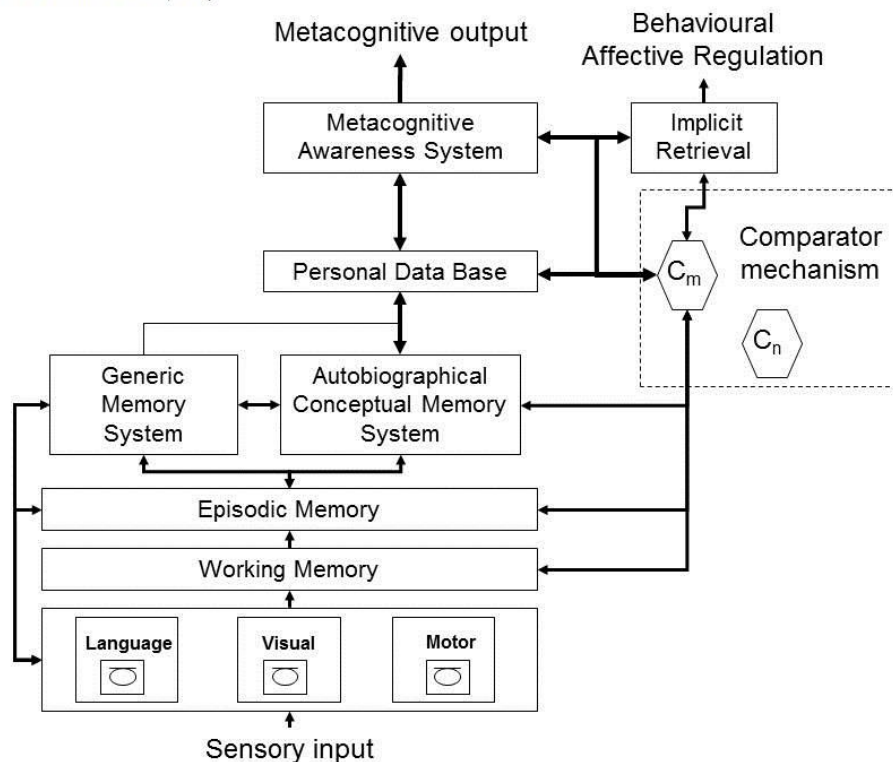 Metacognitive output
Behavioural
Affective Regulation
Metacognitive
Awareness System
Implicit
Retrieval
Comparator
mechanism
Personal Data Base
Cm
Cn
Generic
Memory
System
Autobiographical
Conceptual Memory
System
Episodic Memory
Working Memory
Language
Visual
Motor
Sensory input